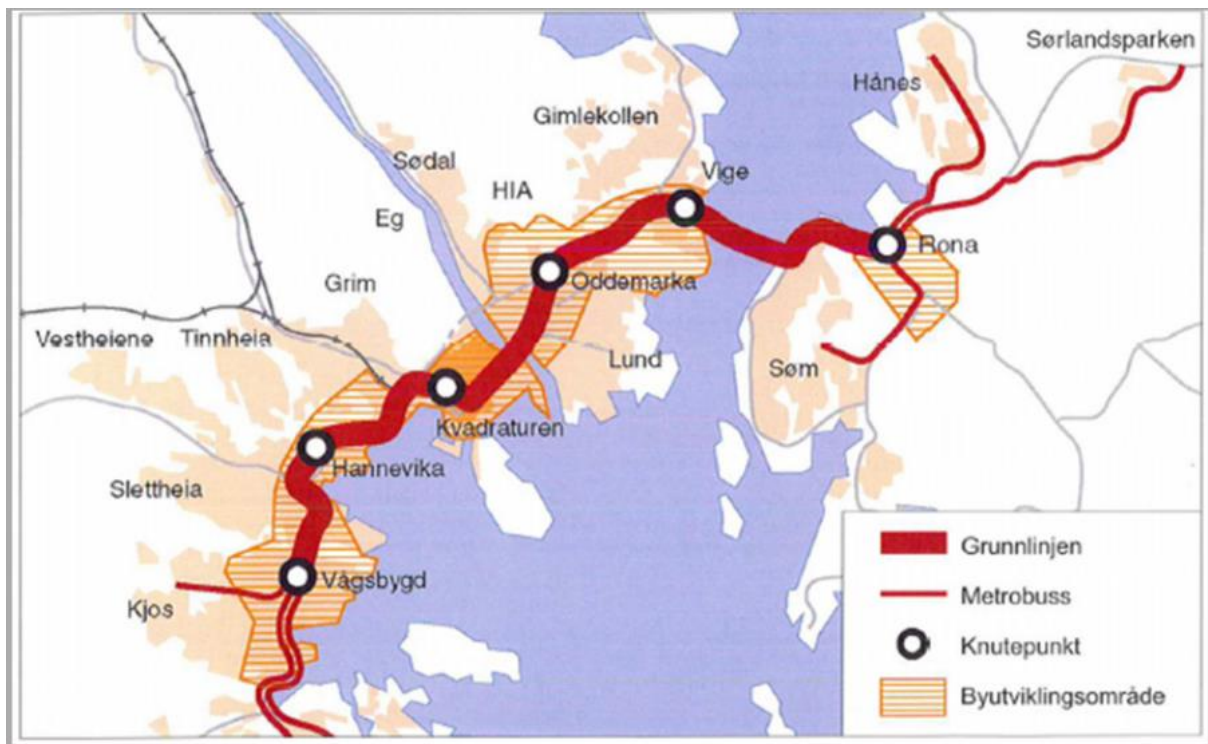 Sørlandsparken
Hånes
Gimlekollen
Sødal
HIA
Vige
Eg
Rona
Oddemarka
Grim
Vestheiene
Tinnheia
Lund
Søm
Kvadraturen
Hannevika
Slettheia
Vågsbygd
Kjos
Grunnlinjen
Metrobuss
Knutepunkt
Byutviklingsområde